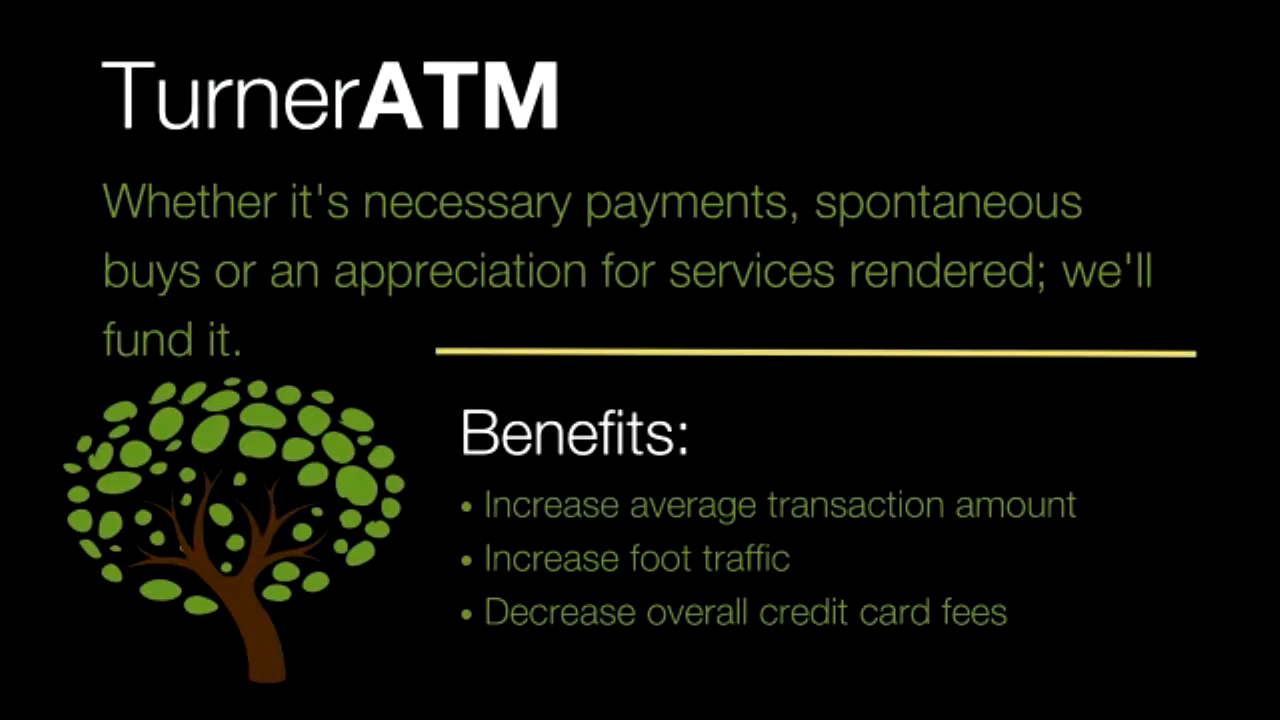 TurnerATM
Whether it's necessary payments, spontaneous
buys or an appreciation for services rendered; we'll
fund it.
Benefits:
• Increase average transaction amount
• Increase foot traffic
• Decrease overall credit card fees